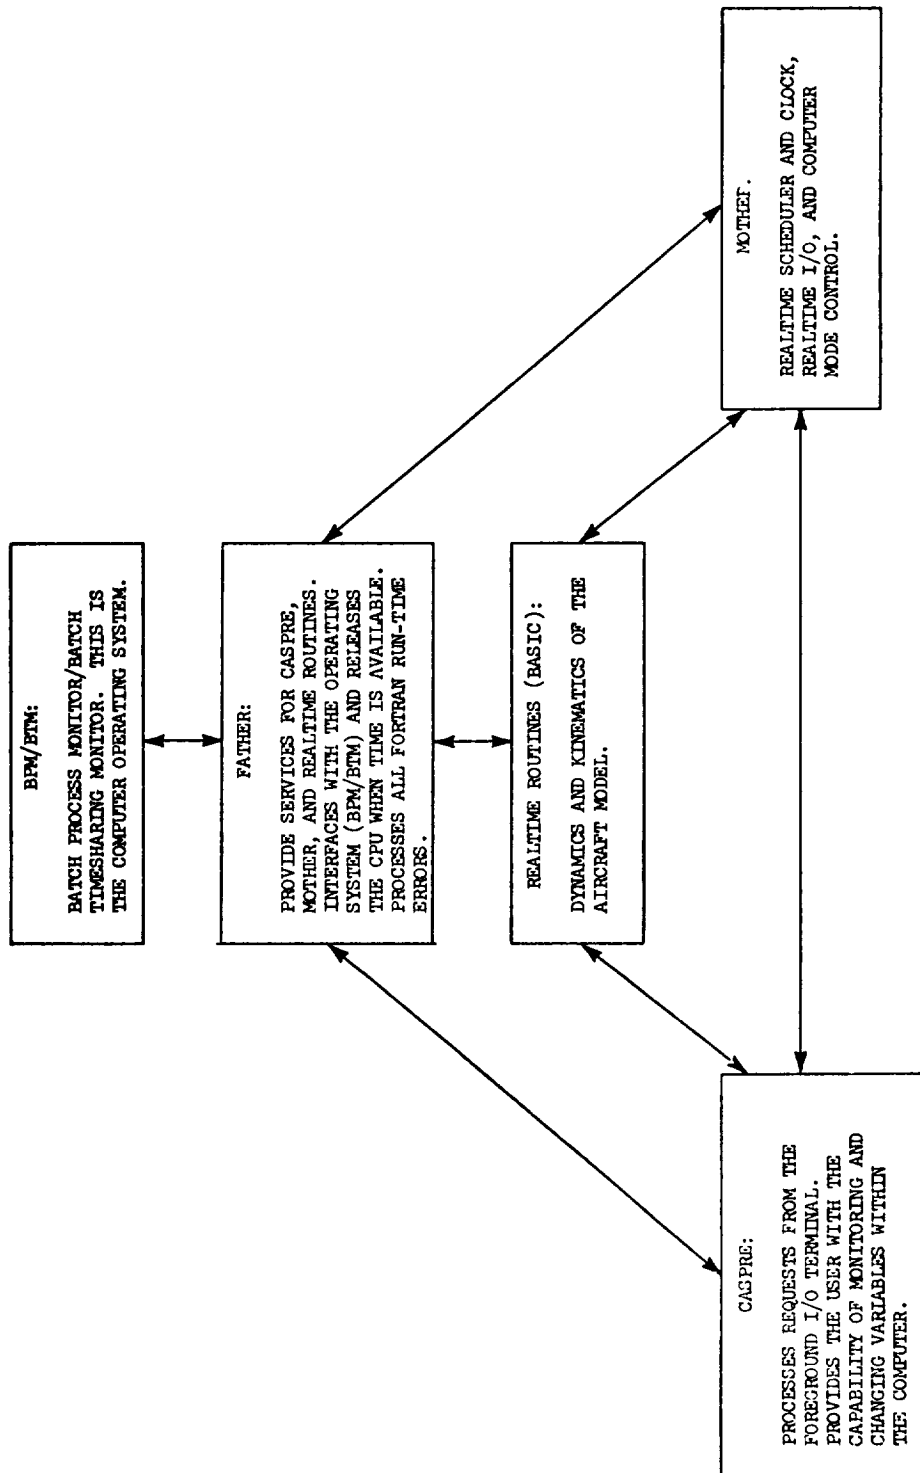 BPM/BTM:
BATCH PROCESS MONITOR/BATCH
TIMESHARING MONITOR. THIS IS
THE COMPUTER OPERATING SYSTEM.
FATHER:
PROVIDE SERVICES FOR CASPRE,
MOTHER, AND REALTIME ROUTINES.
INTERFACES WITH THE OPERATING
SYSTEM (BPM/BTM) AND RELEASES
THE CPU WHEN TIME IS AVAILABLE.
PROCESSES ALL FORTRAN RUN-TIME
ERRORS.
REALTIME ROUTINES (BASIC):
DYNAMICS AND KINEMATICS OF THE
AIRCRAFT MODEL.
CASPRE:
PROCESSES REQUESTS FROM THE
FOREGROUND I/O TERMINAL.
PROVIDES THE USER WITH THE
CAPABILITY OF MONITORING AND
CHANGING VARIABLES WITHIN
THE COMPUTER.
MOTHER.
REALTIME SCHEDULER AND CLOCK,
REALTIME I/O, AND COMPUTER
MODE CONTROL.